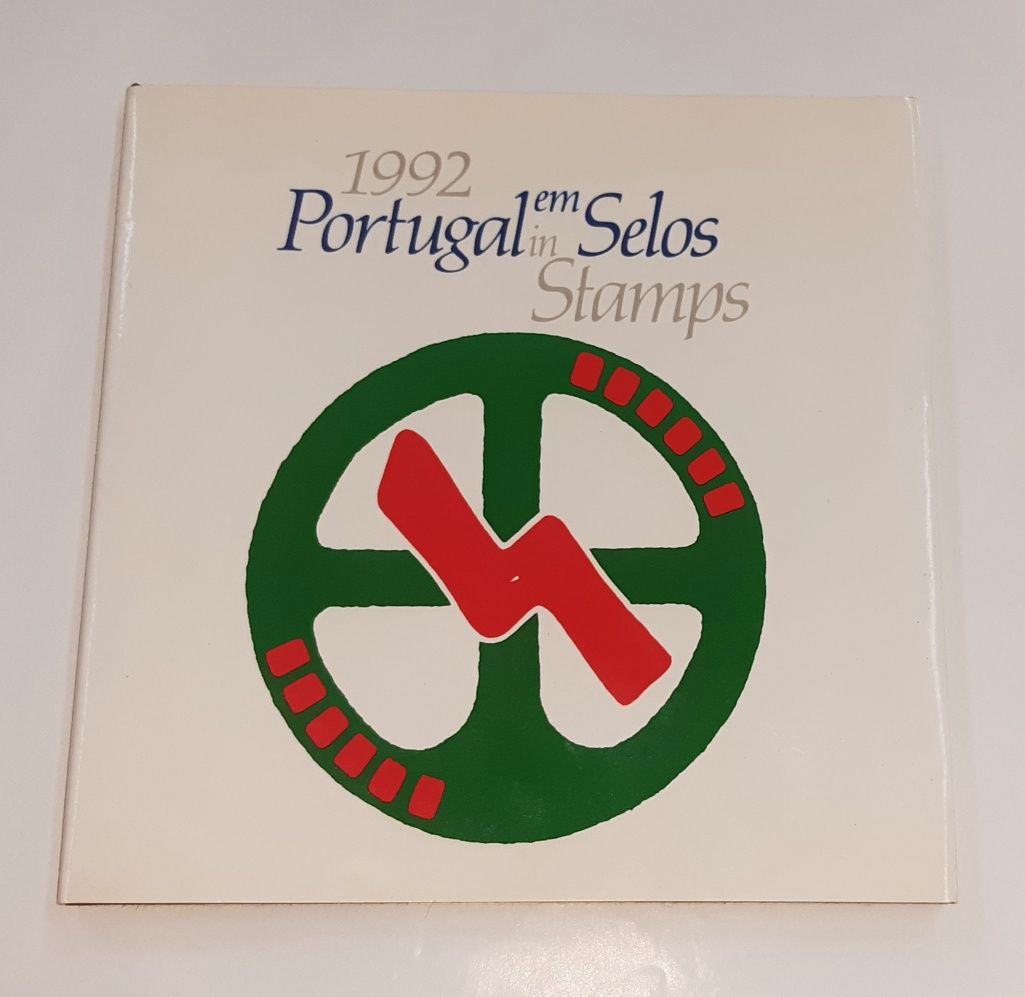 1992
Portugal em Selos
in
Stamps